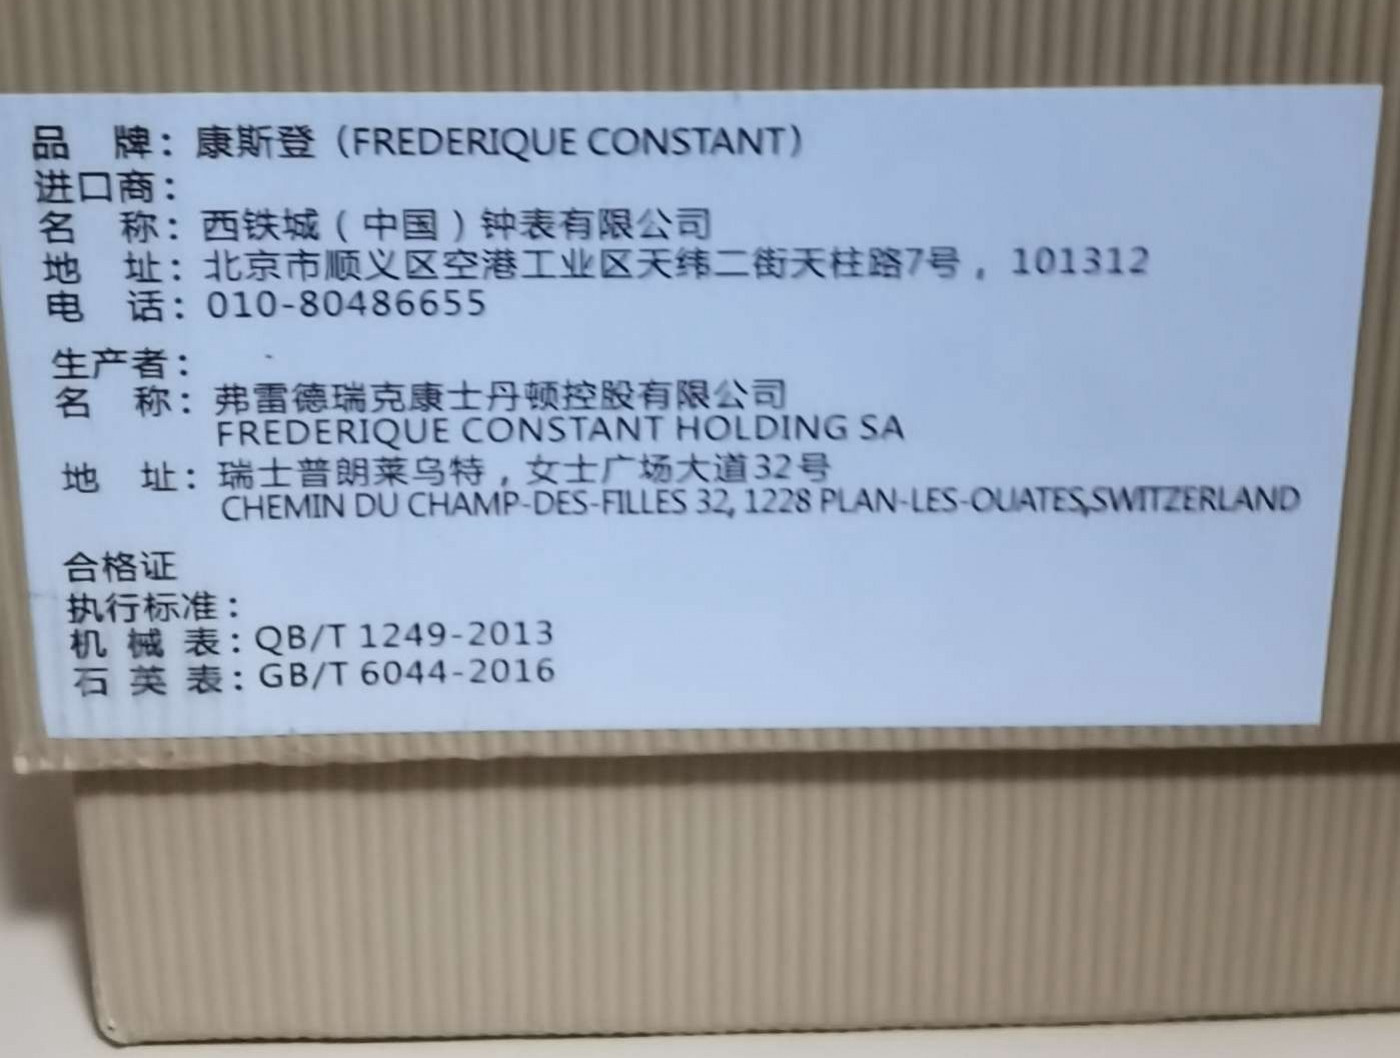 品 牌：康斯登（FREDERIQUE CONSTANT）
进口商：
名 称：西铁城（中国）钟表有限公司
地 址：北京市顺义区空港工业区天纬二街天柱路7号，101312
电 话：010-80486655
生产者：
名 称：弗雷德瑞克康士丹顿控股有限公司
FREDERIQUE CONSTANT HOLDING SA
地 址：瑞士普朗莱乌特，女士广场大道32号
CHEMIN DU CHAMP-DES-FILLES 32, 1228 PLAN-LES-OUATES,SWITZERLAND
合格证
执行标准：
机 械 表：QB/T 1249-2013
石 英 表：GB/T 6044-2016